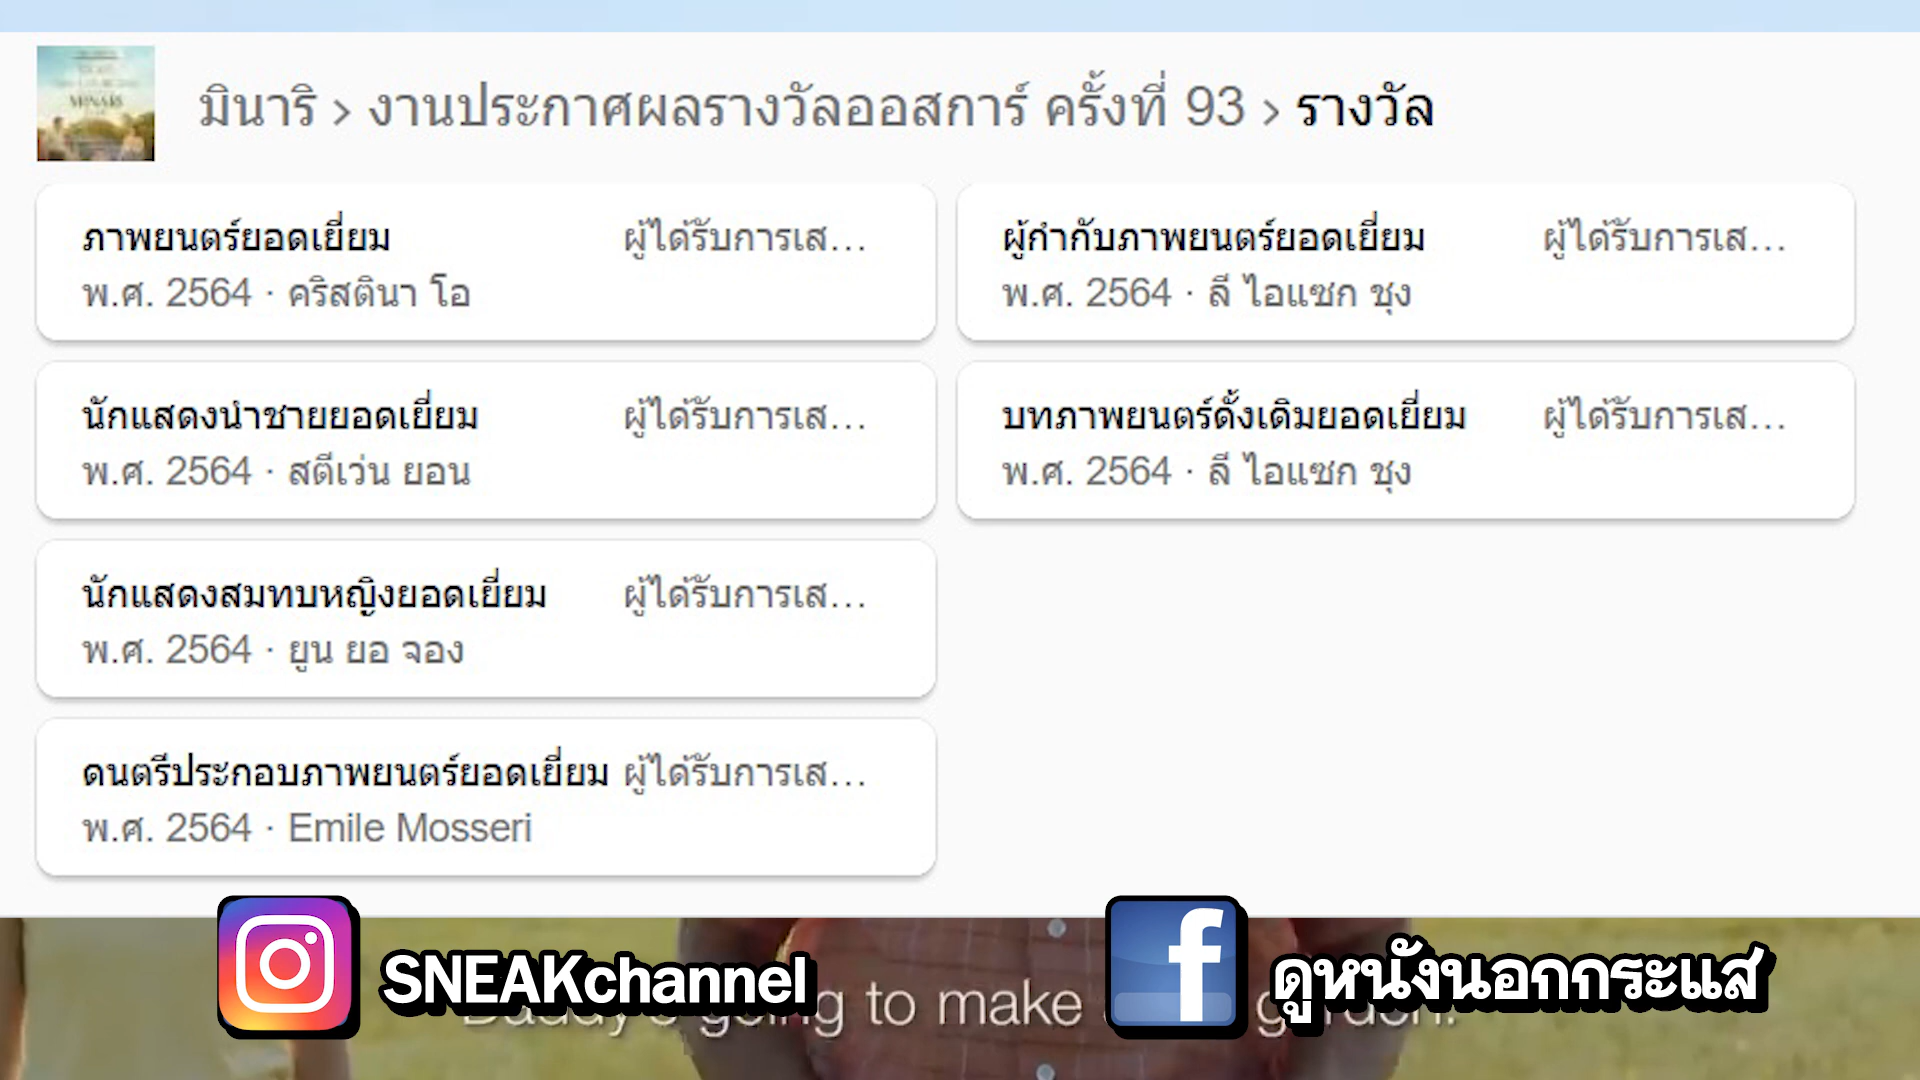 MINARI
มินาริ › งานประกาศผลรางวัลออสการ์ ครั้งที่ 93 › รางวัล
ภาพยนตร์ยอดเยี่ยม ผู้ได้รับการเส...
พ.ศ. 2564 · คริสตินา โอ
ผู้กำกับภาพยนตร์ยอดเยี่ยม ผู้ได้รับการเส...
พ.ศ. 2564 · ลี ไอแซก ชุง
นักแสดงนำชายยอดเยี่ยม ผู้ได้รับการเส...
พ.ศ. 2564 · สตีเว่น ยอน
บทภาพยนตร์ดั้งเดิมยอดเยี่ยม ผู้ได้รับการเส...
พ.ศ. 2564 · ลี ไอแซก ชุง
นักแสดงสมทบหญิงยอดเยี่ยม ผู้ได้รับการเส...
พ.ศ. 2564 · ยูน ยอ จอง
ดนตรีประกอบภาพยนตร์ยอดเยี่ยม ผู้ได้รับการเส...
พ.ศ. 2564 · Emile Mosseri
SNEAKchannel
ดูหนังนอกกระแส
Daddy's going to make